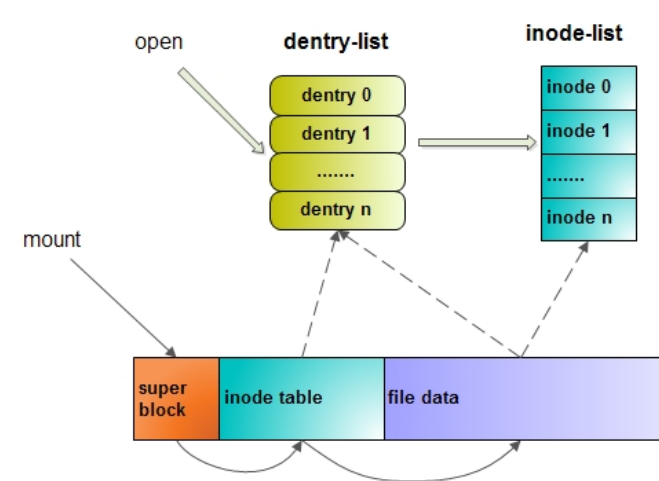 open
dentry-list
inode-list
dentry 0
dentry 1
.......
dentry n
inode 0
inode 1
.......
inode n
mount
super
block
inode table
file data